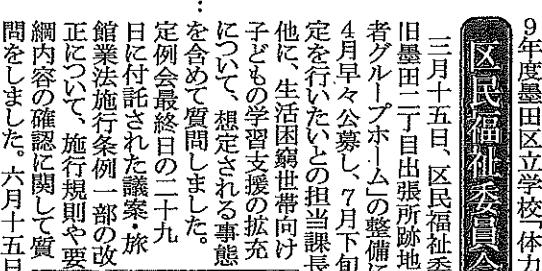 9年度墨田区立学校「体力
区民福祉委員会
三月十五日、区民福祉委
旧墨田二丁目出張所跡地
者グループホーム」の整備に
4月早々公募し、7月下旬
定を行いたいとの担当課長
他に、生活困窮世帯向け
子どもの学習支援の拡充
について、想定される事態
を含めて質問しました。
定例会最終日の二十九
日に付託された議案・旅
館業法施行条例一部の改
正について、施行規則や要
綱内容の確認に関して質
問をしました。六月十五日